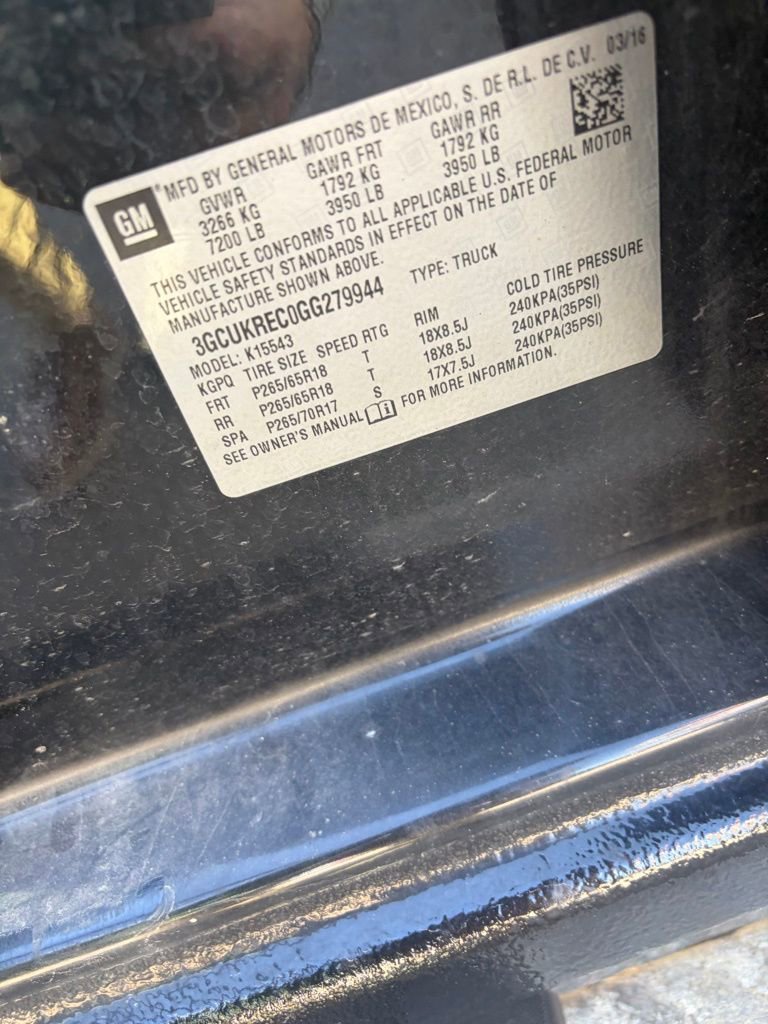 GM
® MFD BY GENERAL MOTORS DE MEXICO, S. DE R.L. DE C.V. 03/16
GVWR GAWR FRT GAWR RR
3266 KG 1792 KG 1792 KG
7200 LB 3950 LB 3950 LB
THIS VEHICLE CONFORMS TO ALL APPLICABLE U.S. FEDERAL MOTOR
VEHICLE SAFETY STANDARDS IN EFFECT ON THE DATE OF
MANUFACTURE SHOWN ABOVE.
3GCUKREC0GG279944 TYPE: TRUCK
MODEL: K15543
KGPQ TIRE SIZE SPEED RTG RIM COLD TIRE PRESSURE
FRT P265/65R18 T 18X8.5J 240KPA(35PSI)
RR P265/65R18 T 18X8.5J 240KPA(35PSI)
SPA P265/70R17 S 17X7.5J 240KPA(35PSI)
SEE OWNER'S MANUAL i FOR MORE INFORMATION.